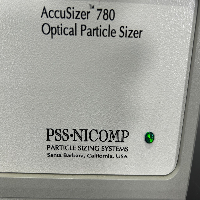 AccuSizer™ 780
Optical Particle Sizer
PSS·NICOMP
PARTICLE SIZING SYSTEMS
Santa Barbara, California, USA